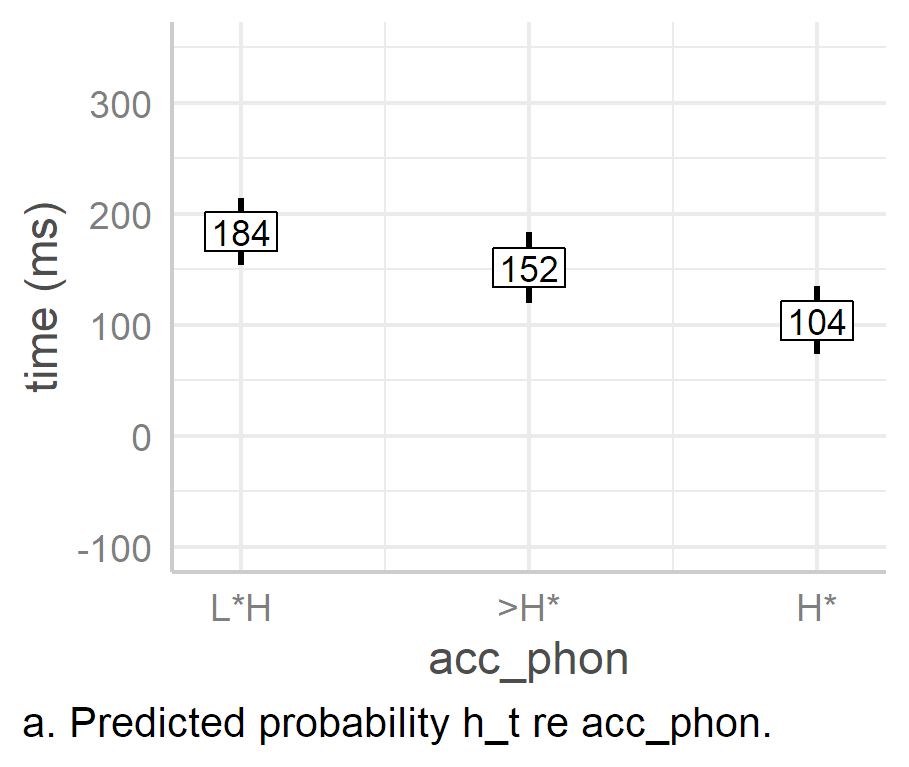 time (ms)
300
200
100
0
-100
184
152
104
L*H
>H*
H*
acc_phon
a. Predicted probability h_t re acc_phon.